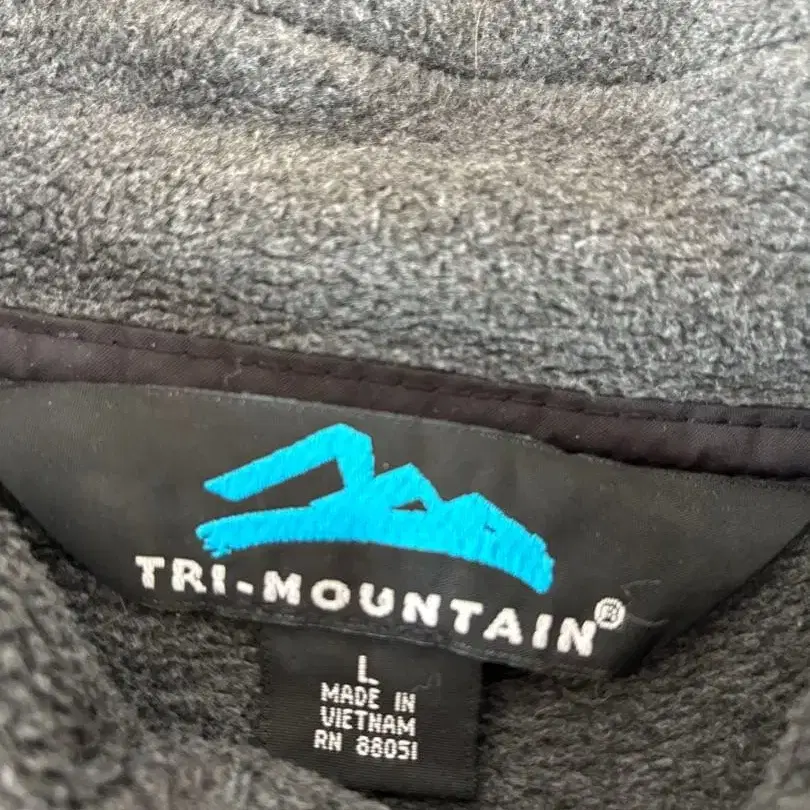 TRI-MOUNTAIN®
L
MADE IN
VIETNAM
RN 88051